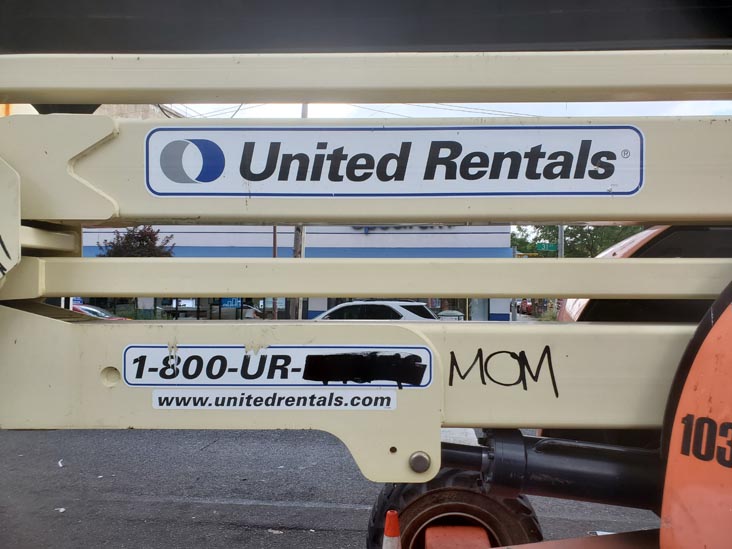 United Rentals®
1-800-UR-
MOM
www.unitedrentals.com
103